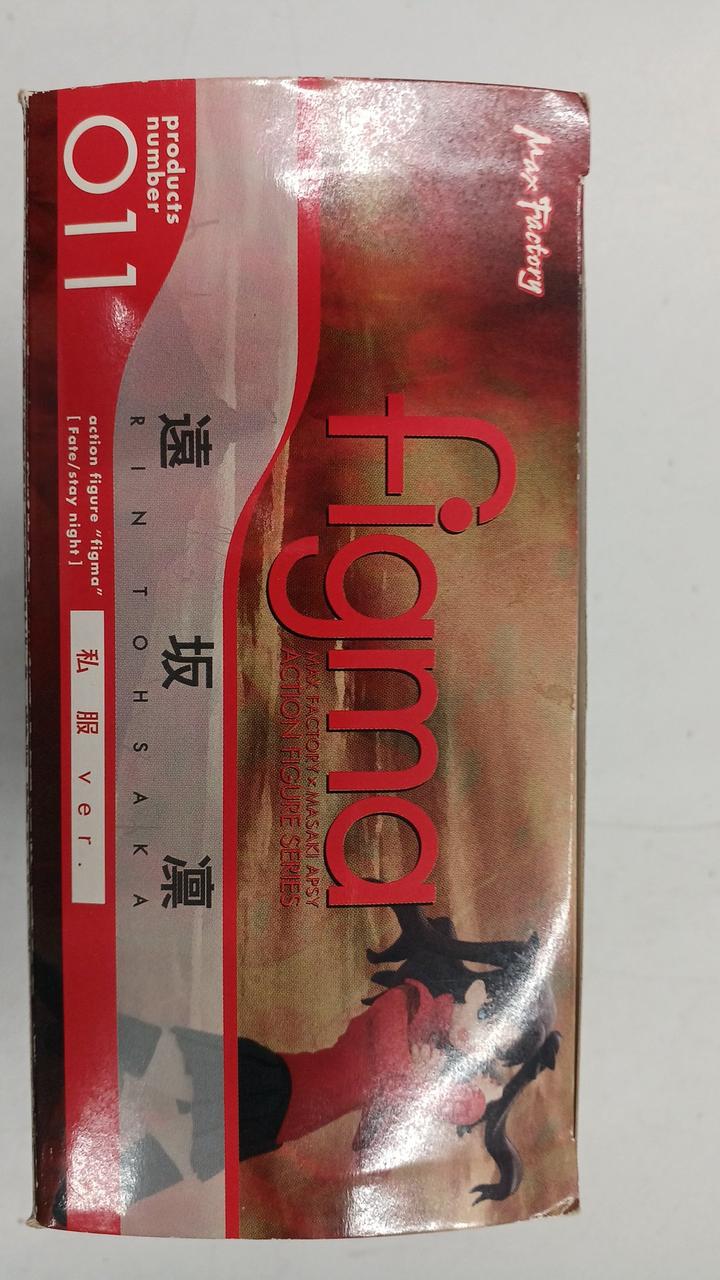 Max Factory
figma
MAX FACTORY × MASAKI APSY
ACTION FIGURE SERIES
products
number
011
遠坂凛
RIN TOHSAKA
action figure "figma"
[Fate/stay night]
私服 ver.